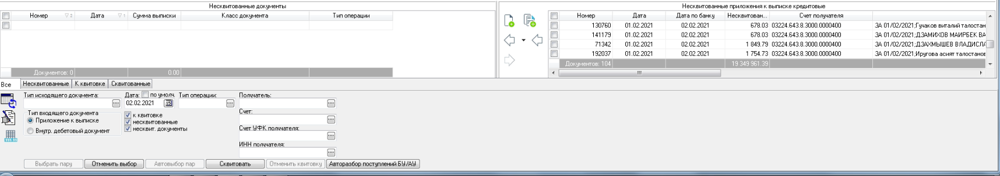 Несквитованные документы
Номер 2 Дата 1 Сумма выписки Класс документа Тип операции
Документов: 0 0.00
Несквитованные приложения к выписке кредитовые
Номер Дата Дата по банку Несквитован... Счет получателя
130760 01.02.2021 02.02.2021 678.03 03224.643.8.3000.0000400 ЗА 01/02/2021;Гучаков виталий талостан
141179 01.02.2021 02.02.2021 678.03 03224.643.8.3000.0000400 ЗА 01/02/2021;ДЗАМИХОВ МАИРБЕК ВА
71342 01.02.2021 02.02.2021 1 849.79 03224.643.8.3000.0000400 ЗА 01/02/2021;ДЗАХМЫШЕВ ВЛАДИСЛА
192037 01.02.2021 02.02.2021 1 754.73 03224.643.8.3000.0000400 ЗА 01/02/2021;Иругова асият талостанов
Документов: 104 19 349 961.39
Все Несквитованные К квитовке Сквитованные
Тип исходящего документа: Дата: по умолч. Тип операции: Получатель:
02.02.2021 15
Тип входящего документа
Приложение к выписке
Внутр. дебетовый документ
к квитовке
несквитованные
несквит. документы
Счет:
Счет УФК получателя:
ИНН получателя:
Выбрать пару Отменить выбор Автовыбор пар Сквитовать Отменить квитовку Авторазбор поступлений БУ/АУ